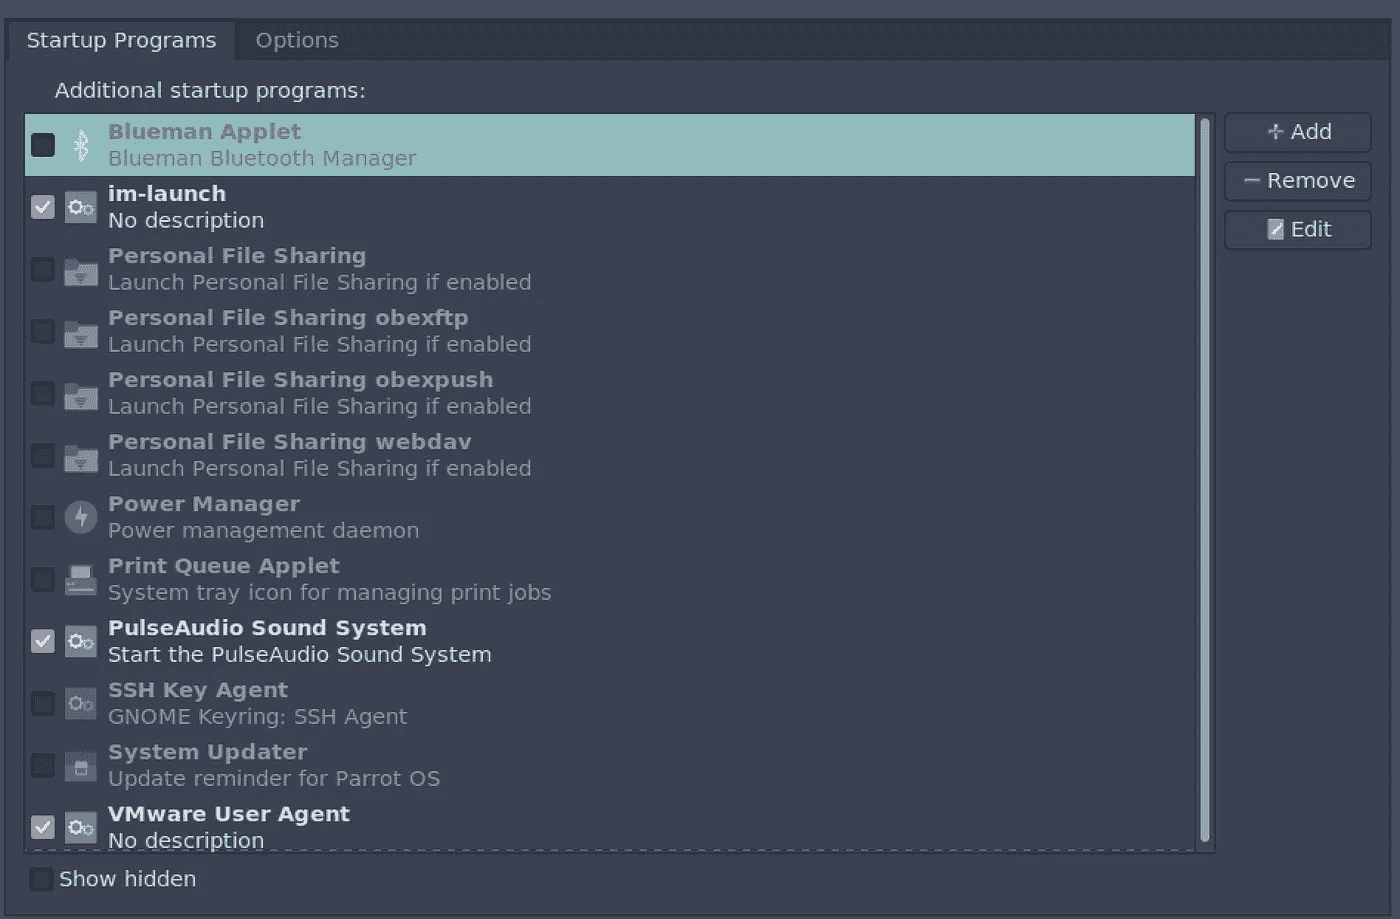 Startup Programs
Options
Additional startup programs:
Blueman Applet
Blueman Bluetooth Manager
im-launch
No description
Personal File Sharing
Launch Personal File Sharing if enabled
Personal File Sharing obexftp
Launch Personal File Sharing if enabled
Personal File Sharing obexpush
Launch Personal File Sharing if enabled
Personal File Sharing webdav
Launch Personal File Sharing if enabled
Power Manager
Power management daemon
Print Queue Applet
System tray icon for managing print jobs
PulseAudio Sound System
Start the PulseAudio Sound System
SSH Key Agent
GNOME Keyring: SSH Agent
System Updater
Update reminder for Parrot OS
VMware User Agent
No description
Add
Remove
Edit
Show hidden